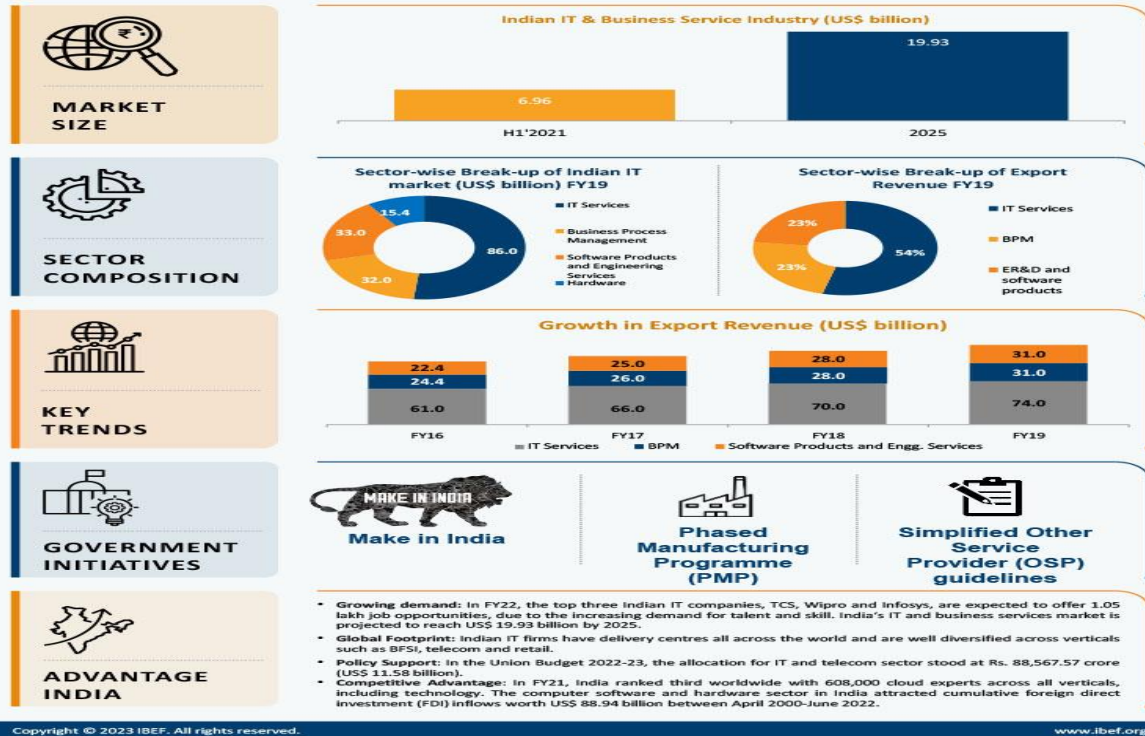 MARKET
SIZE
Indian IT & Business Service Industry (US$ billion)
6.96
19.93
H1'2021
2025
SECTOR
COMPOSITION
Sector-wise Break-up of Indian IT
market (US$ billion) FY19
15.4
33.0
32.0
86.0
IT Services
Business Process
Management
Software Products
and Engineering
Services
Hardware
Sector-wise Break-up of Export
Revenue FY19
23%
23%
54%
IT Services
BPM
ER&D and
software
products
KEY
TRENDS
Growth in Export Revenue (US$ billion)
22.4
25.0
28.0
31.0
24.4
26.0
28.0
31.0
61.0
66.0
70.0
74.0
FY16
FY17
FY18
FY19
IT Services
BPM
Software Products and Engg. Services
GOVERNMENT
INITIATIVES
MAKE IN INDIA
Make in India
Phased
Manufacturing
Programme
(PMP)
Simplified Other
Service
Provider (OSP)
guidelines
ADVANTAGE
INDIA
• Growing demand: In FY22, the top three Indian IT companies, TCS, Wipro and Infosys, are expected to offer 1.05
lakh job opportunities, due to the increasing demand for talent and skill. India's IT and business services market is
projected to reach US$ 19.93 billion by 2025.
• Global Footprint: Indian IT firms have delivery centres all across the world and are well diversified across verticals
such as BFSI, telecom and retail.
• Policy Support: In the Union Budget 2022-23, the allocation for IT and telecom sector stood at Rs. 88,567.57 crore
(US$ 11.58 billion).
• Competitive Advantage: In FY21, India ranked third worldwide with 608,000 cloud experts across all verticals,
including technology. The computer software and hardware sector in India attracted cumulative foreign direct
investment (FDI) inflows worth US$ 88.94 billion between April 2000-June 2022.
Copyright © 2023 IBEF. All rights reserved.
www.ibef.org